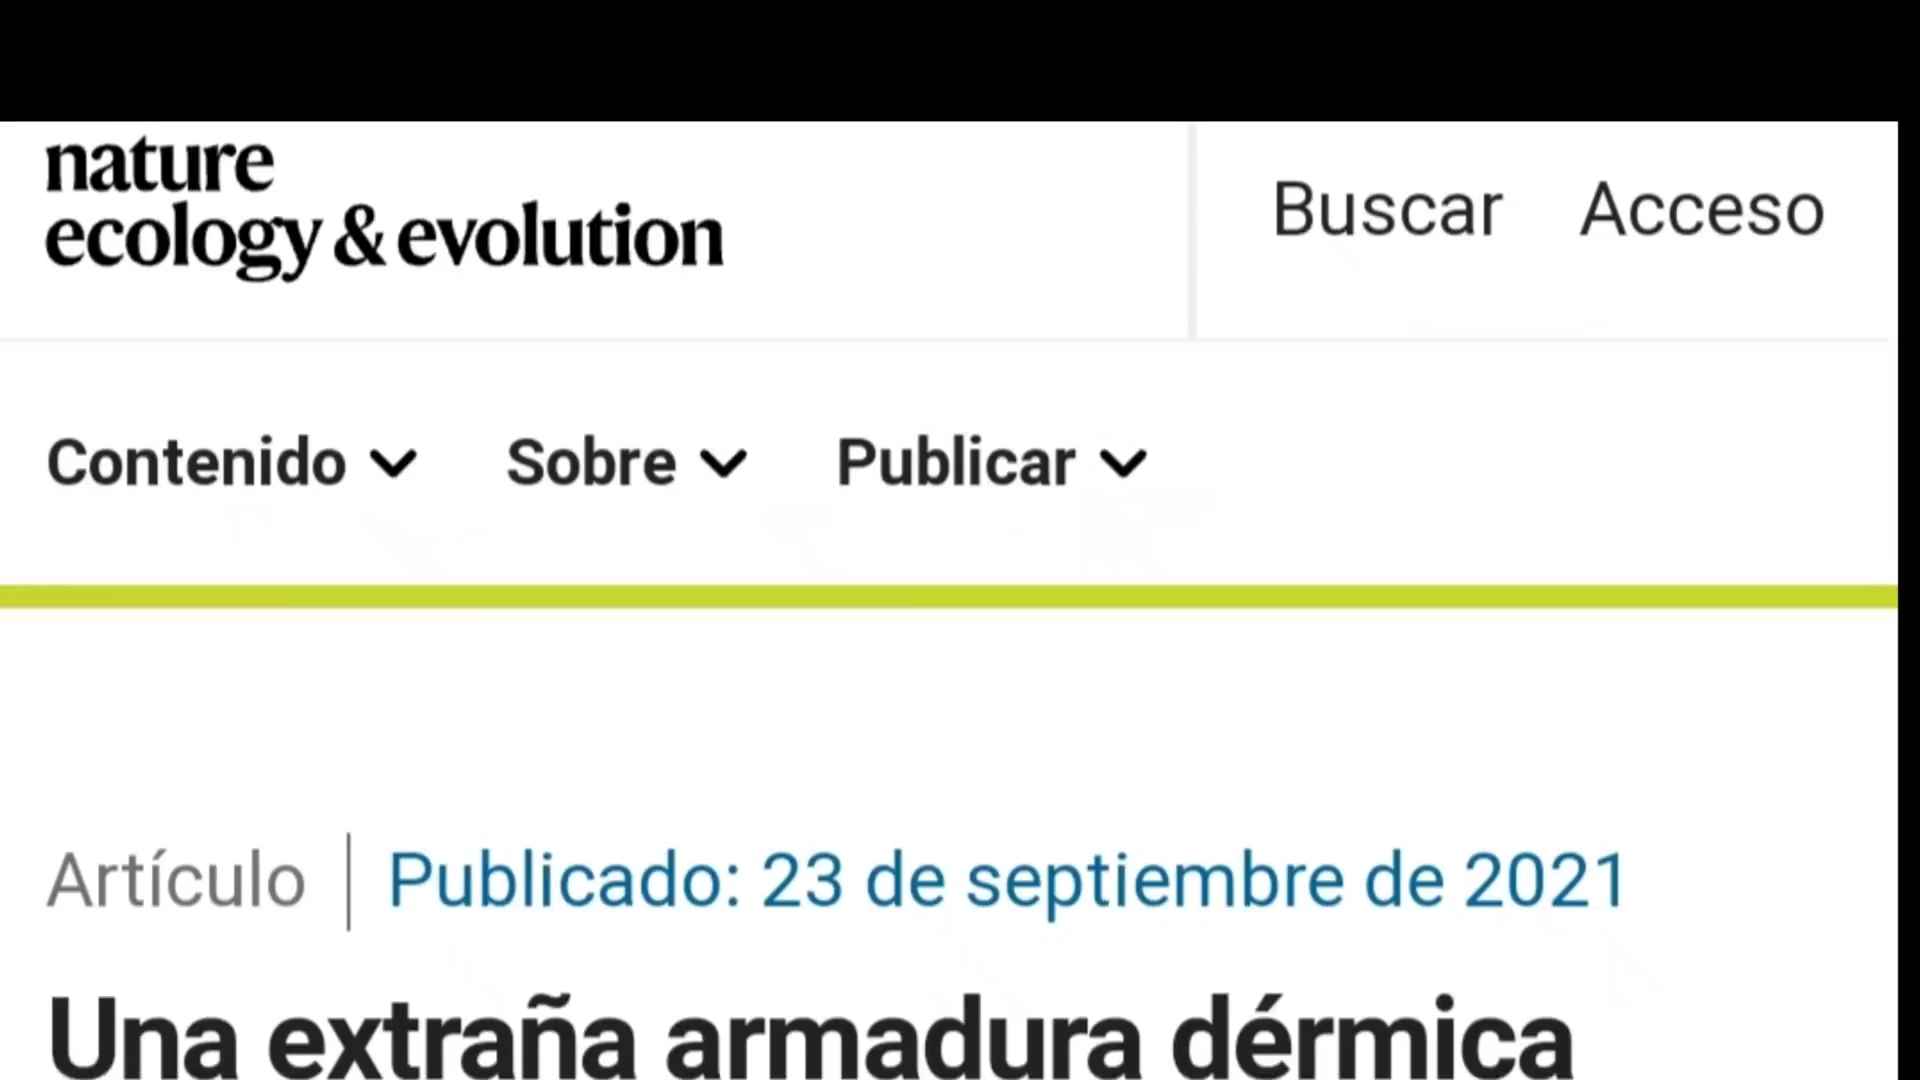 nature
ecology & evolution
Buscar Acceso
Contenido Sobre Publicar
Artículo Publicado: 23 de septiembre de 2021
Una extraña armadura dérmica